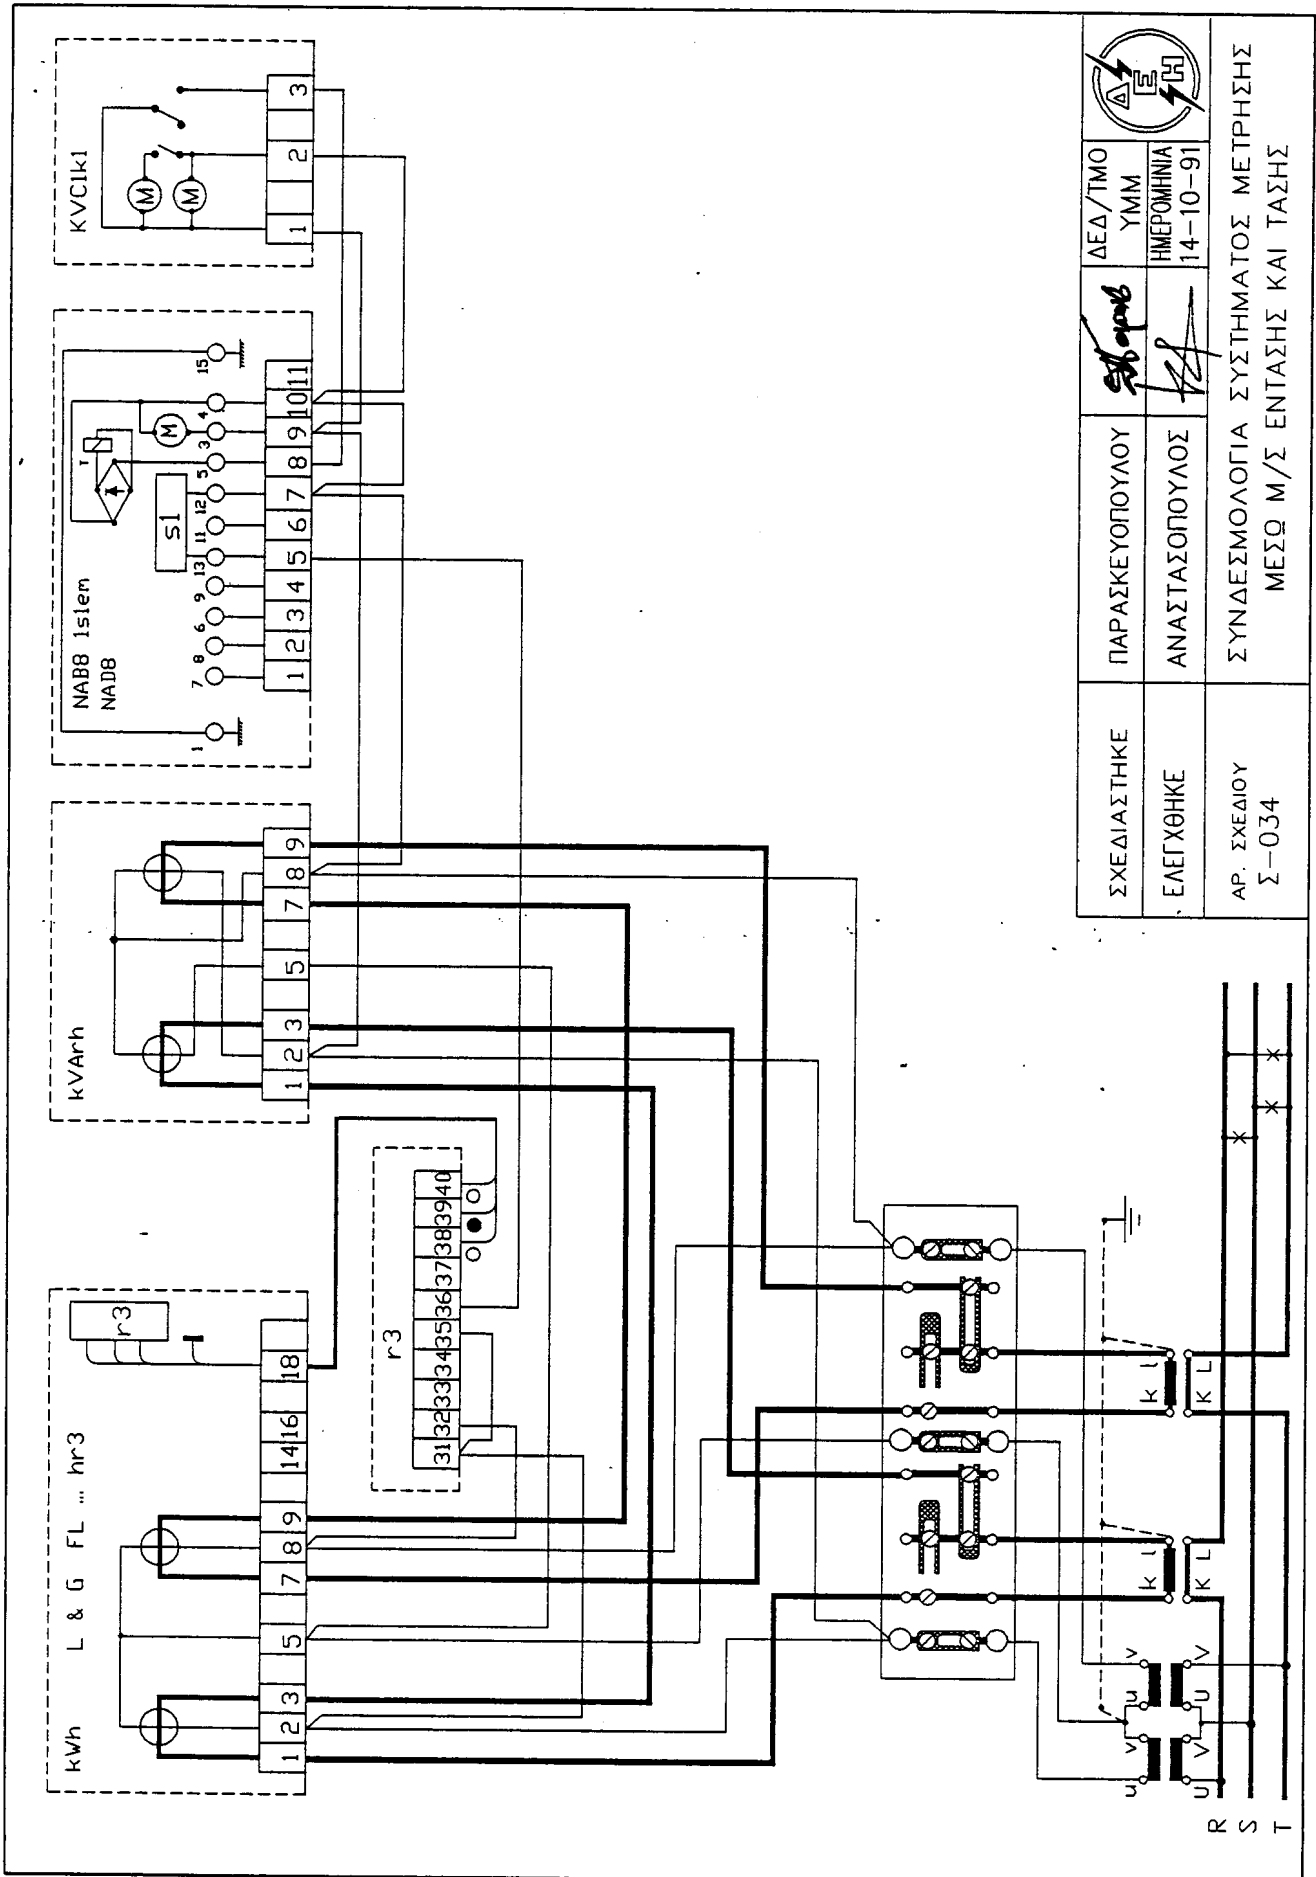 kWh L & G FL ... hr3
r3
1 2 3 5 7 8 9 14 16 18
r3
31 32 33 34 35 36 37 38 39 40
kVArh
1 2 3 5 7 8 9
NAB8 1s1em
NAD8
1 7 8 6 9 13 11 12 5 3 4 15
s1
T
M
1 2 3 4 5 6 7 8 9 10 11
KVC1k1
M
M
1 2 3
u v u v
U V U V
k l
K L
k l
K L
R
S
T
ΣΧΕΔΙΑΣΤΗΚΕ
ΠΑΡΑΣΚΕΥΟΠΟΥΛΟΥ
ΔΕΔ/ΤΜΟ
ΥΜΜ
ΔΕΗ
ΕΛΕΓΧΘΗΚΕ
ΑΝΑΣΤΑΣΟΠΟΥΛΟΣ
ΗΜΕΡΟΜΗΝΙΑ
14-10-91
ΑΡ. ΣΧΕΔΙΟΥ
Σ-034
ΣΥΝΔΕΣΜΟΛΟΓΙΑ ΣΥΣΤΗΜΑΤΟΣ ΜΕΤΡΗΣΗΣ
ΜΕΣΩ Μ/Σ ΕΝΤΑΣΗΣ ΚΑΙ ΤΑΣΗΣ